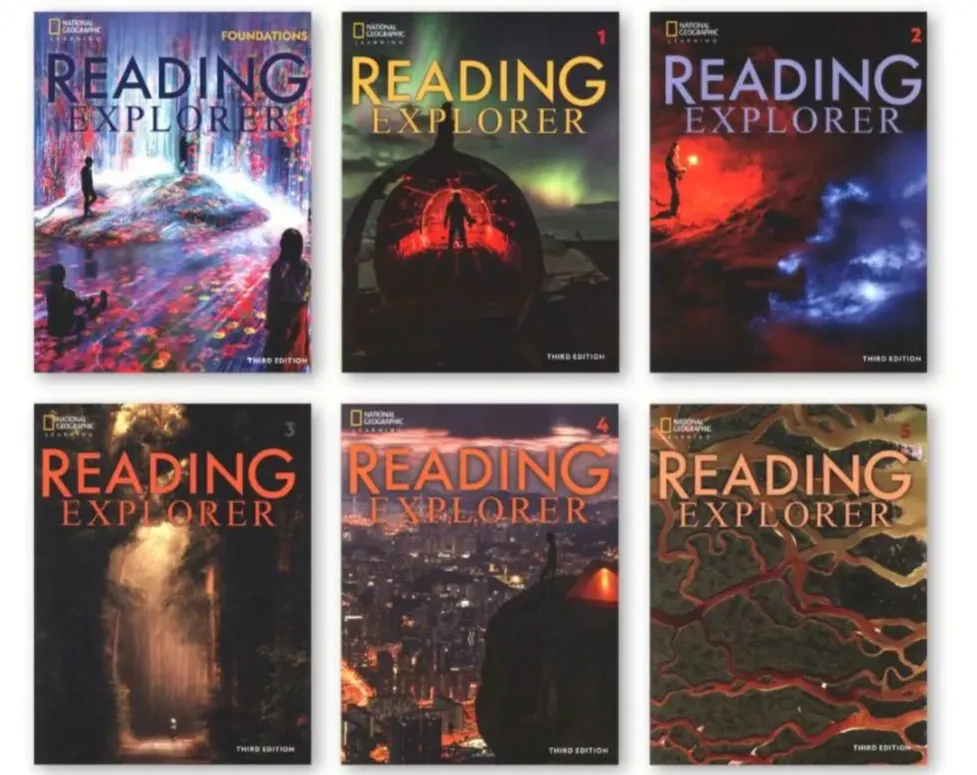 NATIONAL
GEOGRAPHIC
LEARNING
FOUNDATIONS
READING
EXPLORER
THIRD EDITION
NATIONAL
GEOGRAPHIC
LEARNING
1
READING
EXPLORER
THIRD EDITION
NATIONAL
GEOGRAPHIC
LEARNING
2
READING
EXPLORER
THIRD EDITION
NATIONAL
GEOGRAPHIC
LEARNING
3
READING
EXPLORER
THIRD EDITION
NATIONAL
GEOGRAPHIC
LEARNING
4
READING
EXPLORER
THIRD EDITION
NATIONAL
GEOGRAPHIC
LEARNING
5
READING
EXPLORER
THIRD EDITION